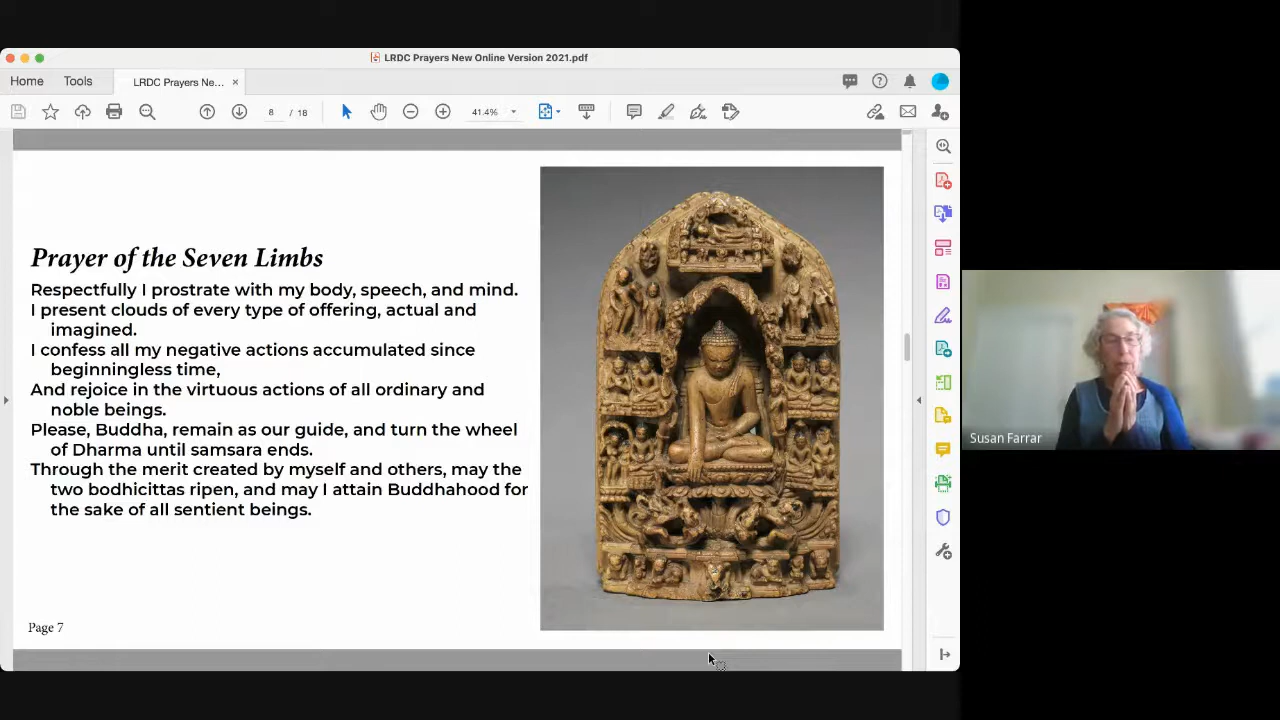 LRDC Prayers New Online Version 2021.pdf
Home
Tools
LRDC Prayers Ne... ×
8 / 18
41.4%
Prayer of the Seven Limbs
Respectfully I prostrate with my body, speech, and mind.
I present clouds of every type of offering, actual and
imagined.
I confess all my negative actions accumulated since
beginningless time,
And rejoice in the virtuous actions of all ordinary and
noble beings.
Please, Buddha, remain as our guide, and turn the wheel
of Dharma until samsara ends.
Through the merit created by myself and others, may the
two bodhicittas ripen, and may I attain Buddhahood for
the sake of all sentient beings.
Page 7
Susan Farrar